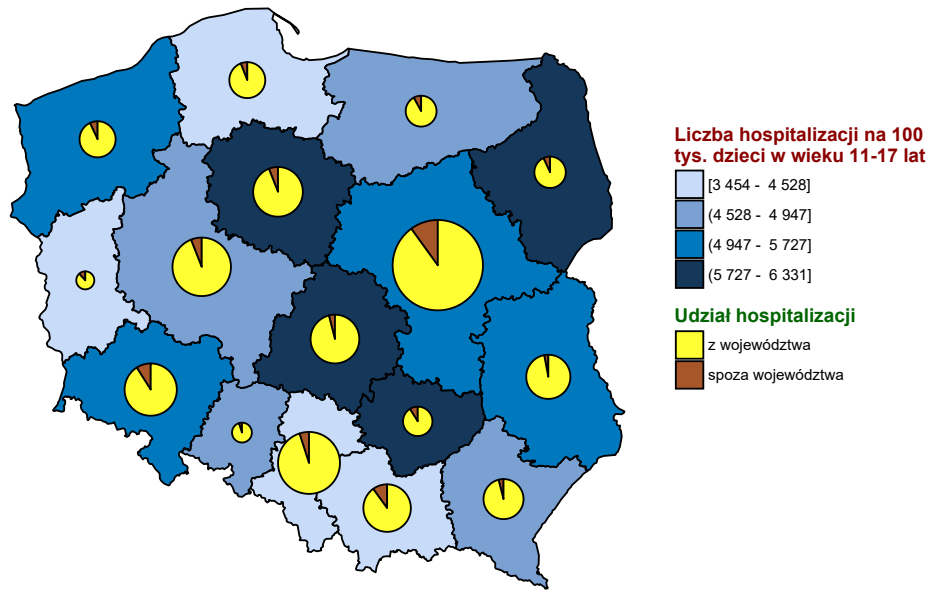 Liczba hospitalizacji na 100
tys. dzieci w wieku 11-17 lat
[3 454 - 4 528]
(4 528 - 4 947]
(4 947 - 5 727]
(5 727 - 6 331]
Udział hospitalizacji
z województwa
spoza województwa